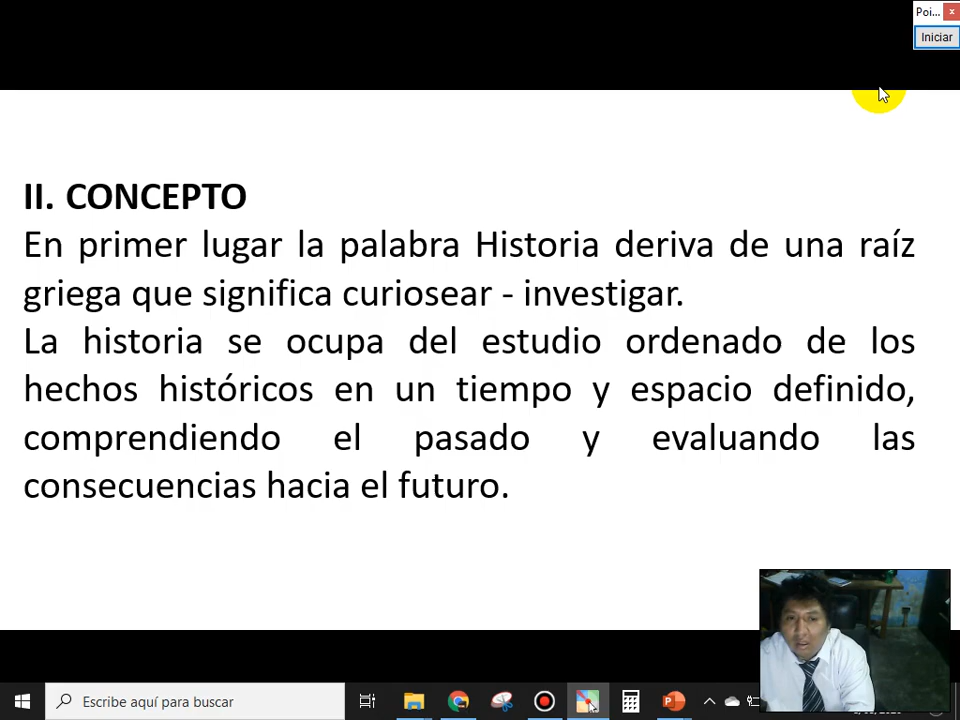 Poi...
Iniciar
II. CONCEPTO
En primer lugar la palabra Historia deriva de una raíz
griega que significa curiosear - investigar.
La historia se ocupa del estudio ordenado de los
hechos históricos en un tiempo y espacio definido,
comprendiendo el pasado y evaluando las
consecuencias hacia el futuro.
Escribe aquí para buscar